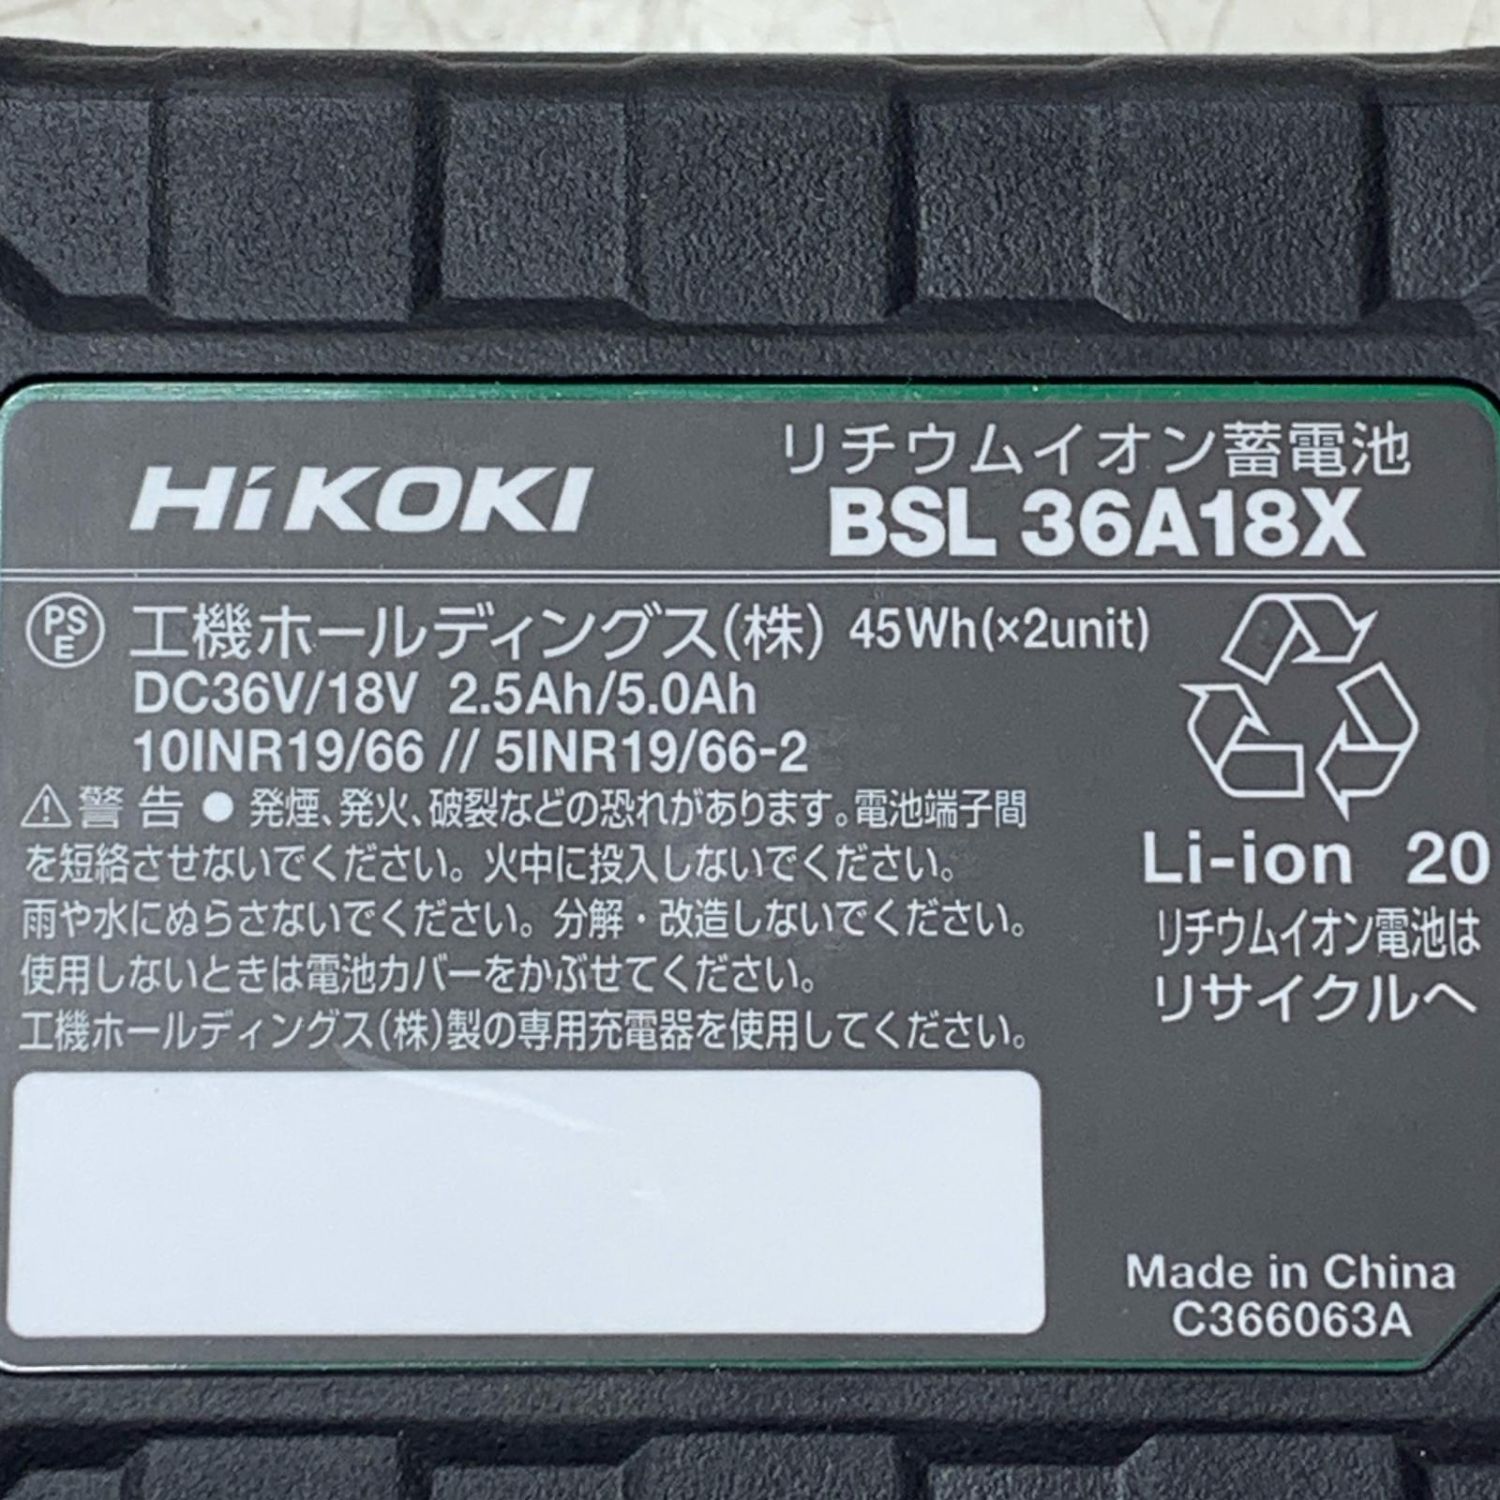 HiKOKI
リチウムイオン蓄電池
BSL 36A18X
PSE
工機ホールディングス(株) 45Wh(×2unit)
DC36V/18V 2.5Ah/5.0Ah
10INR19/66 // 5INR19/66-2
⚠警告 ● 発煙、発火、破裂などの恐れがあります。電池端子間
を短絡させないでください。火中に投入しないでください。
雨や水にぬらさないでください。分解・改造しないでください。
使用しないときは電池カバーをかぶせてください。
工機ホールディングス(株)製の専用充電器を使用してください。
Li-ion 20
リチウムイオン電池は
リサイクルへ
Made in China
C366063A